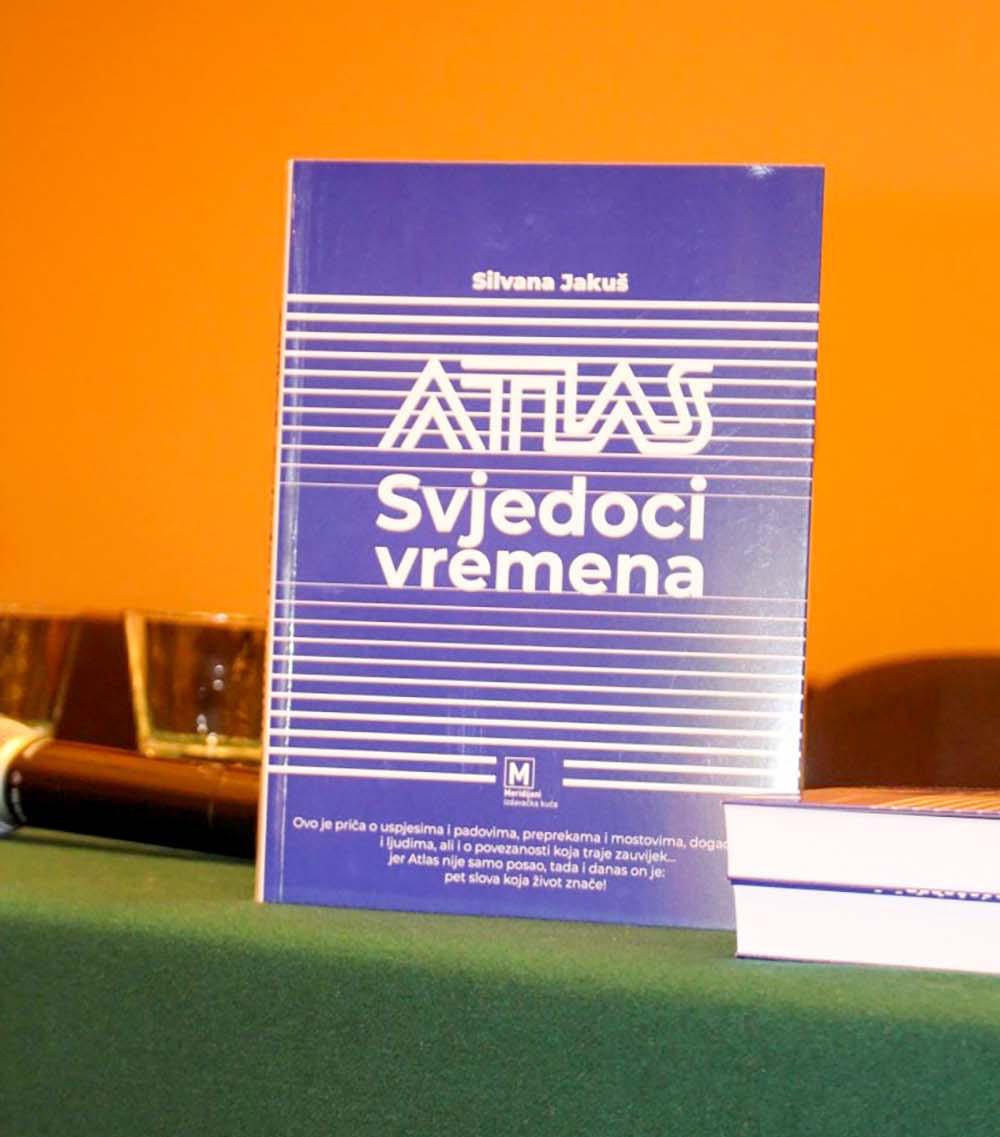 Silvana Jakuš
ATLAS
Svjedoci
vremena
M
Meridijani
izdavačka kuća
Ovo je priča o uspjesima i padovima, preprekama i mostovima,
i ljudima, ali i o povezanosti koja traje zauvijek...
jer Atlas nije samo posao, tada i danas on je:
pet slova koja život znače!